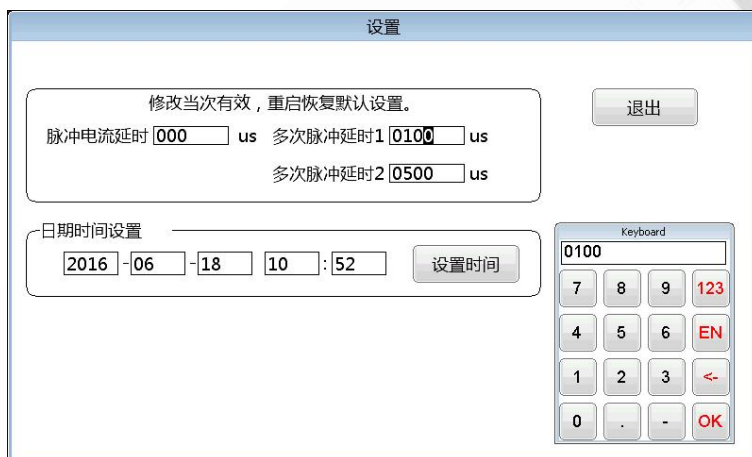 设置
修改当次有效，重启恢复默认设置。
脉冲电流延时 000 us 多次脉冲延时1 0100 us
多次脉冲延时2 0500 us
退出
日期时间设置
2016 - 06 - 18 10 : 52 设置时间
Keyboard
0100
7 8 9 123
4 5 6 EN
1 2 3 <-
0 . - OK